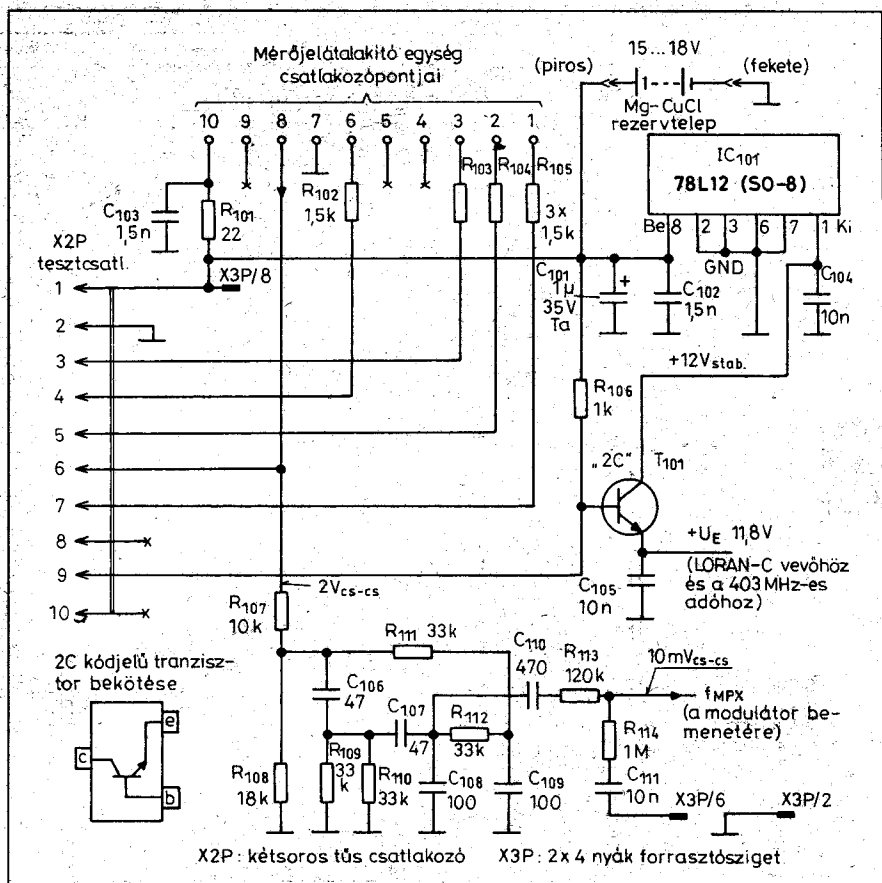 Mérőjelátalakító egység
csatlakozópontjai
10 9 8 7 6 5 4 3 2 1
(piros)
15...18V
(fekete)
Mg-CuCl
rezervtelep
IC101
78L12 (SO-8)
Be 8 2 3 6 7 1 Ki
GND
C103
1,5n
R101
22
R102
1,5k
R103
R104
R105
3x
1,5k
X2P
tesztcsatl.
X3P/8
C101
1µ
35V
Ta
+
C102
1,5n
C104
10n
1
2
3
4
5
6
7
8
9
10
+12Vstab.
R106
1k
„2C"
T101
+UE 11,8V
(LORAN-C vevőhöz
és a 403MHz-es
adóhoz)
C105
10n
2Vcs-cs
R107
10k
R111 33k
C110
470
R113
120k
10mVcs-cs
fMPX
(a modulátor be-
menetére)
2C kódjelű tranzisz-
tor bekötése
e
c
b
C106
47
C107
47
R112
33k
R114
1M
R108
18k
R109
33
k
R110
33k
C108
100
C109
100
C111
10n
X3P/6
X3P/2
X2P: kétsoros tűs csatlakozó
X3P: 2x4 nyák forrasztósziget